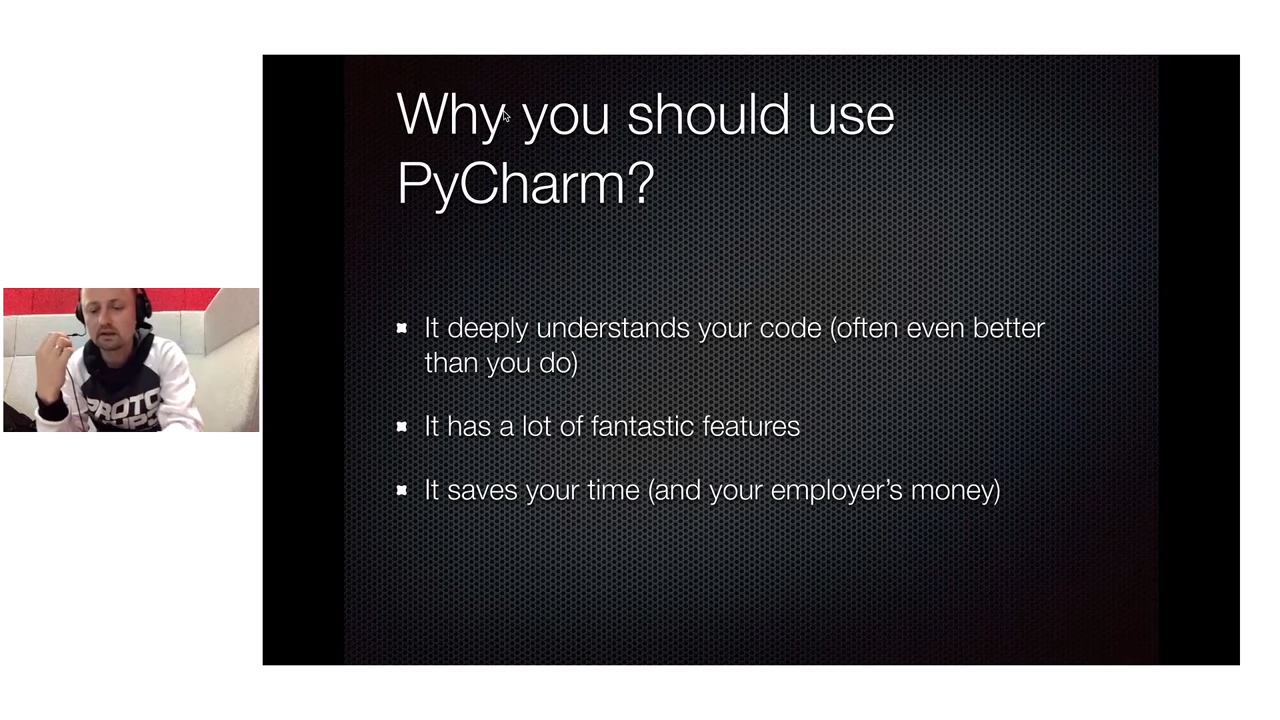 Why you should use
PyCharm?
It deeply understands your code (often even better
than you do)
It has a lot of fantastic features
It saves your time (and your employer’s money)
PROTO